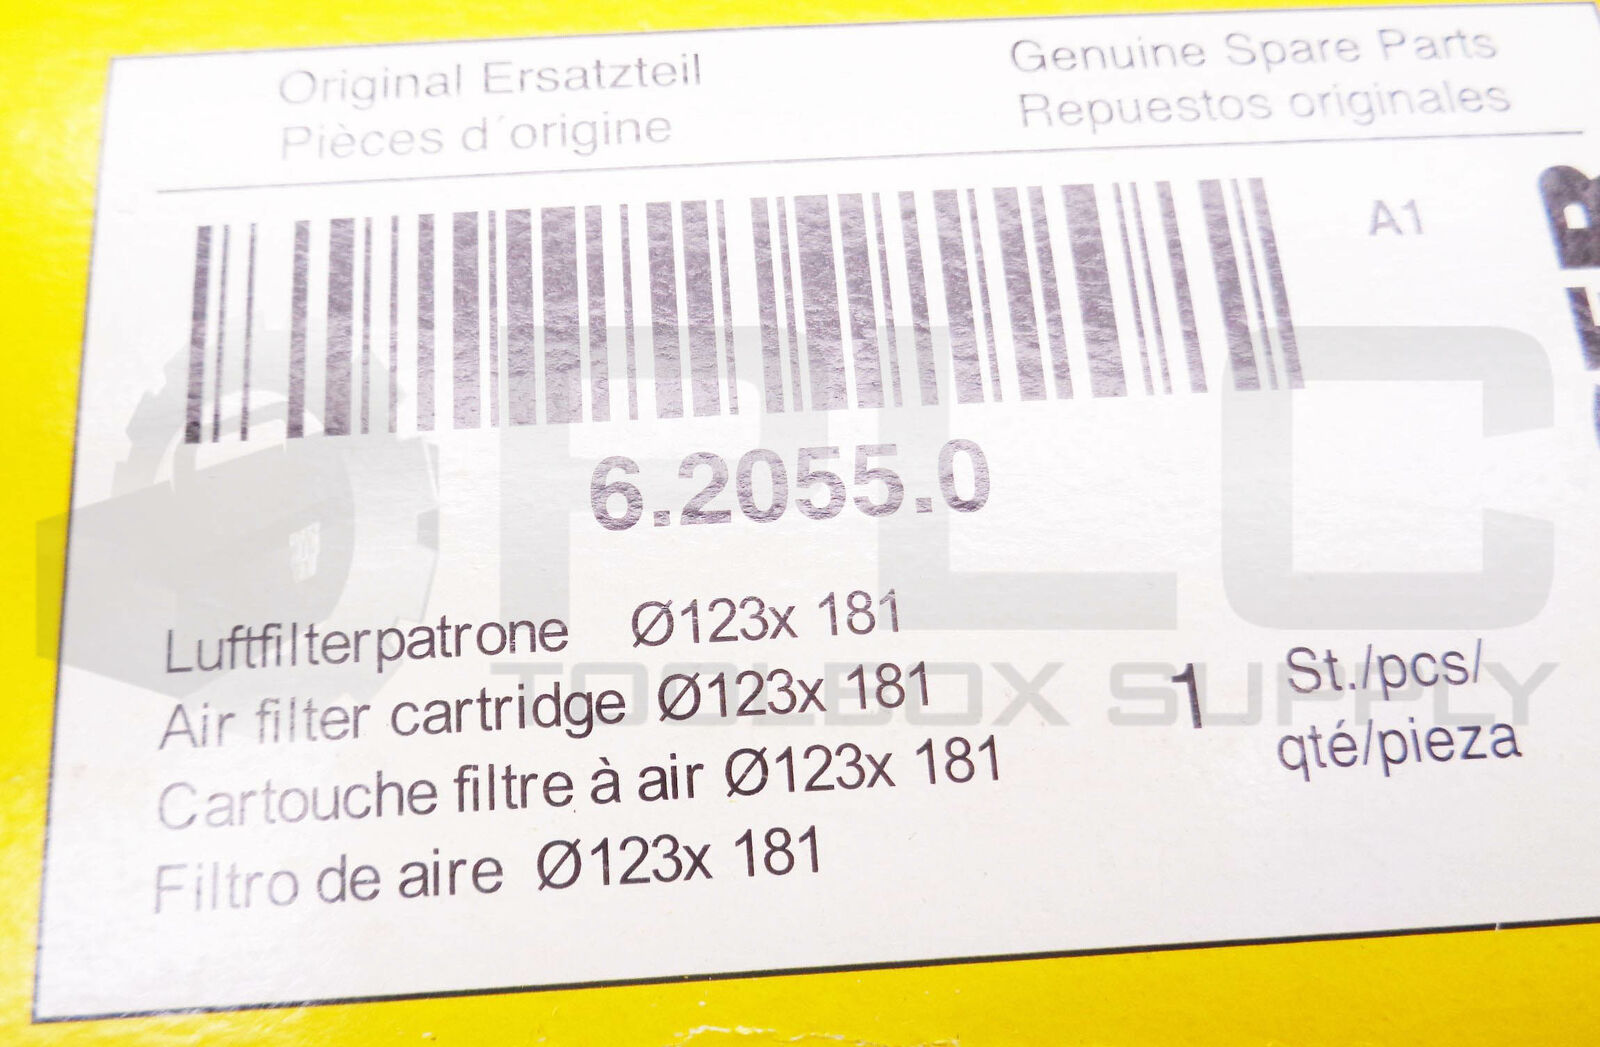 Original Ersatzteil
Pièces d´origine
Genuine Spare Parts
Repuestos originales
A1
6.2055.0
Luftfilterpatrone Ø123x 181
Air filter cartridge Ø123x 181
Cartouche filtre à air Ø123x 181
Filtro de aire Ø123x 181
1 St./pcs/
qté/pieza
PLC
TOOLBOX SUPPLY